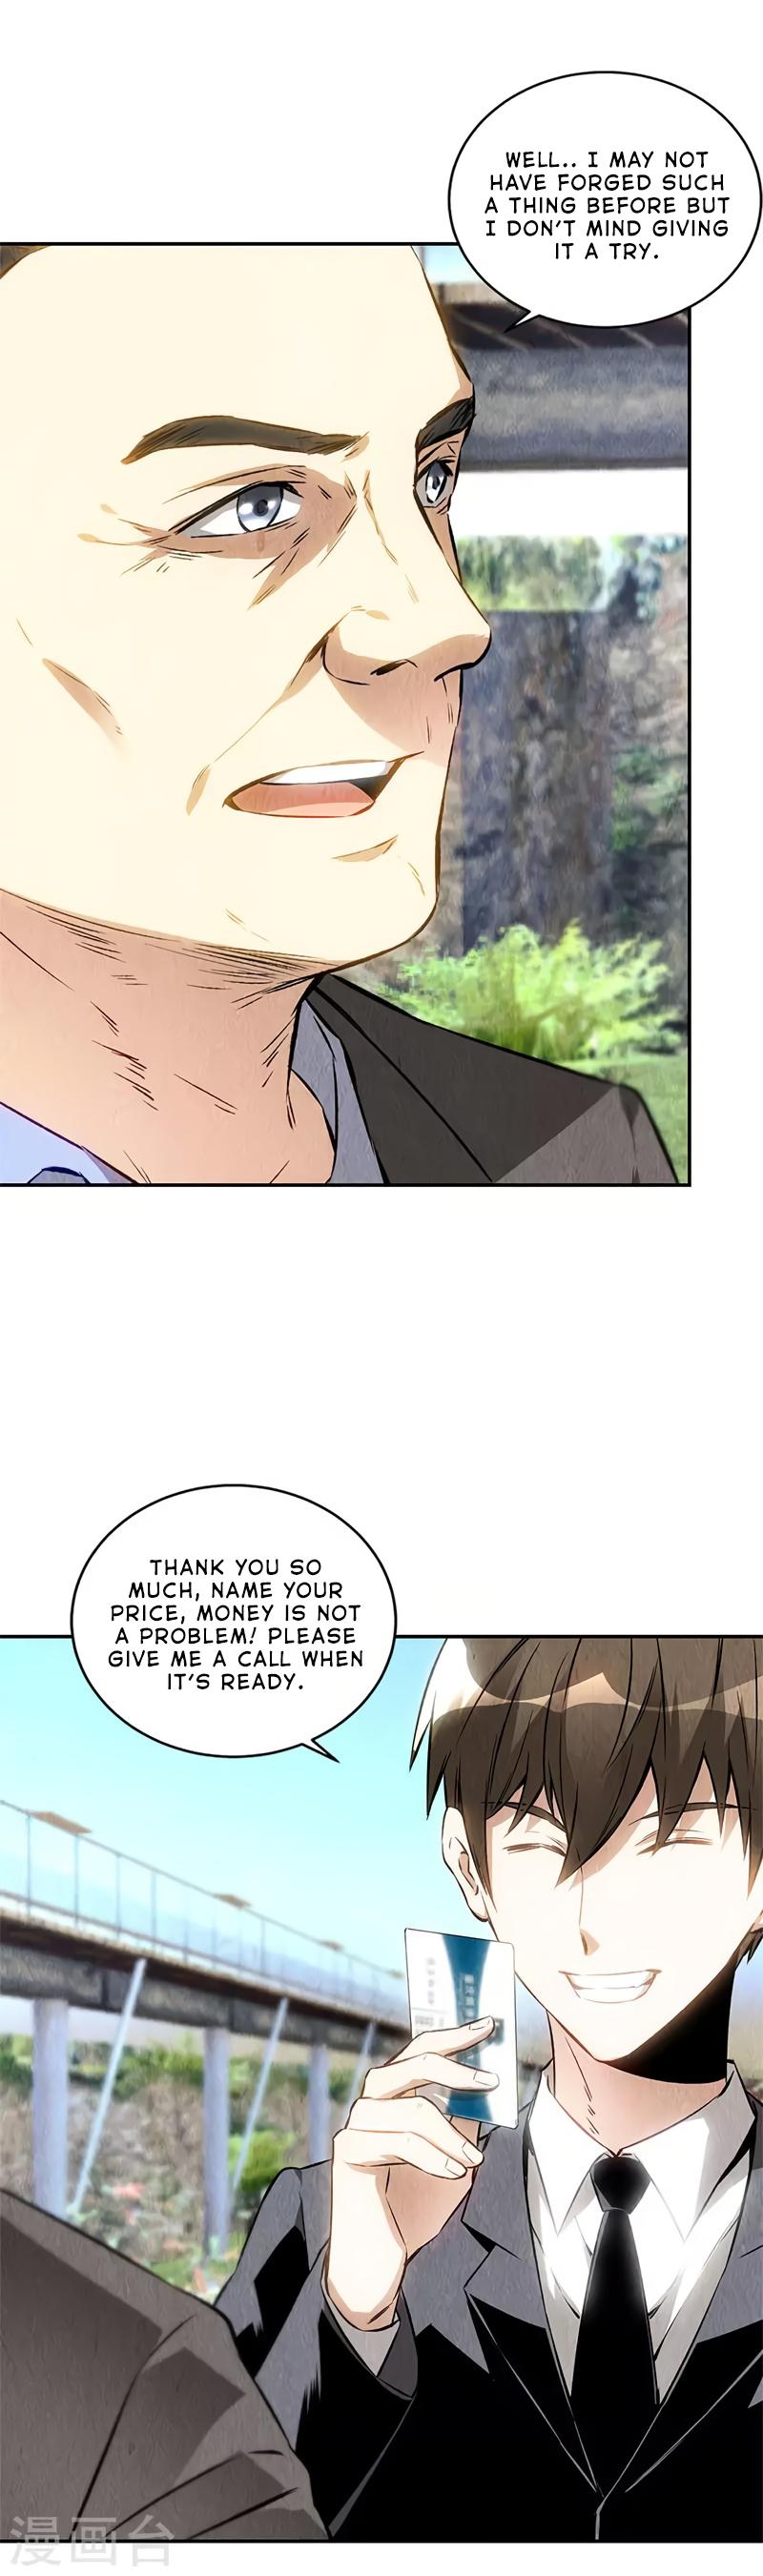 WELL.. I MAY NOT
HAVE FORGED SUCH
A THING BEFORE BUT
I DON'T MIND GIVING
IT A TRY.
THANK YOU SO
MUCH, NAME YOUR
PRICE, MONEY IS NOT
A PROBLEM! PLEASE
GIVE ME A CALL WHEN
IT'S READY.
漫画台